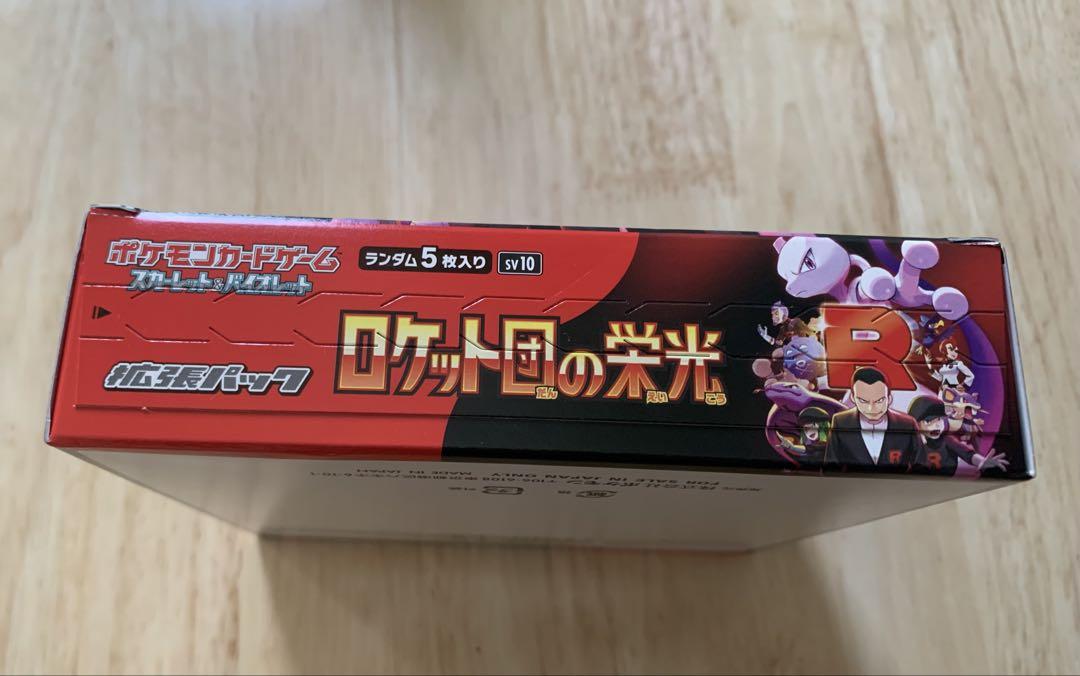 ポケモンカードゲーム
スカーレット&バイオレット
ランダム5枚入り
SV10
拡張パック
ロケット団の栄光
だん えい こう
R
R
R
FOR SALE IN JAPAN ONLY
MADE IN JAPAN